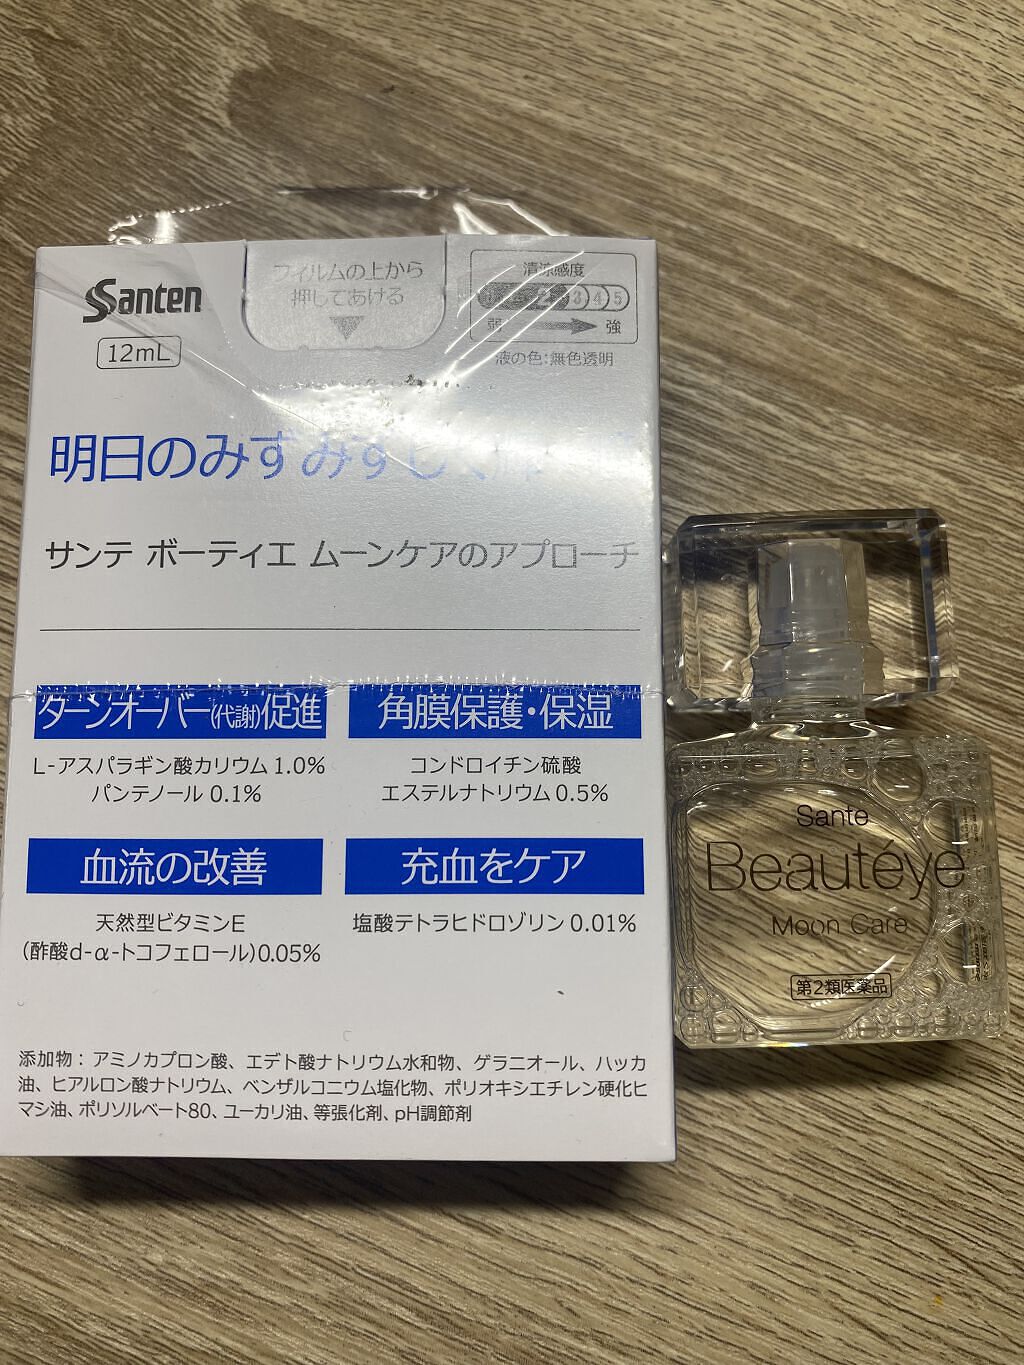 Santen
12mL
フィルムの上から
押してあける
清涼感度
3 4 5
弱 強
液の色:無色透明
明日のみずみずしく
サンテ ボーティエ ムーンケアのアプローチ
ターンオーバー(代謝)促進
L-アスパラギン酸カリウム 1.0%
パンテノール 0.1%
角膜保護・保湿
コンドロイチン硫酸
エステルナトリウム 0.5%
血流の改善
天然型ビタミンE
(酢酸d-α-トコフェロール)0.05%
充血をケア
塩酸テトラヒドロゾリン 0.01%
添加物:アミノカプロン酸、エデト酸ナトリウム水和物、ゲラニオール、ハッカ
油、ヒアルロン酸ナトリウム、ベンザルコニウム塩化物、ポリオキシエチレン硬化ヒ
マシ油、ポリソルベート80、ユーカリ油、等張化剤、pH調節剤
Sante
Beautéye
Moon Care
第2類医薬品